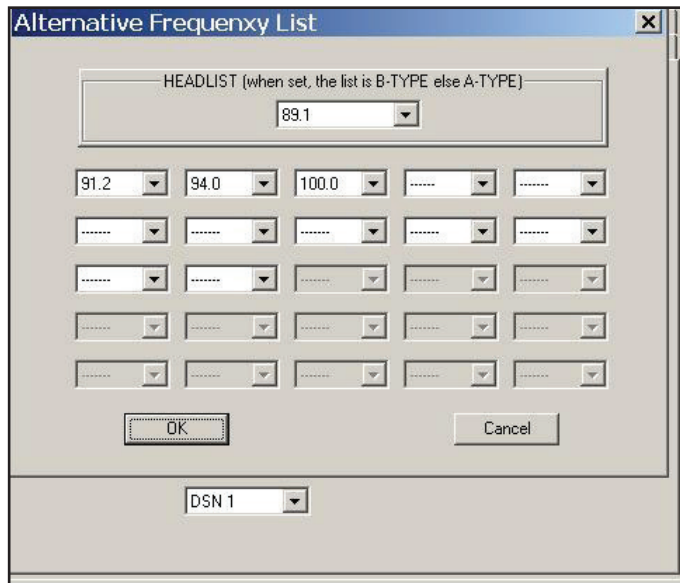 Alternative Frequenxy List
HEADLIST (when set, the list is B-TYPE else A-TYPE)
89.1
91.2 94.0 100.0 ------ -------
------- ------- ------- ------- -------
------- ------- ------- ------- -------
------- ------- ------- ------- -------
------- ------- ------- ------- -------
OK Cancel
DSN 1